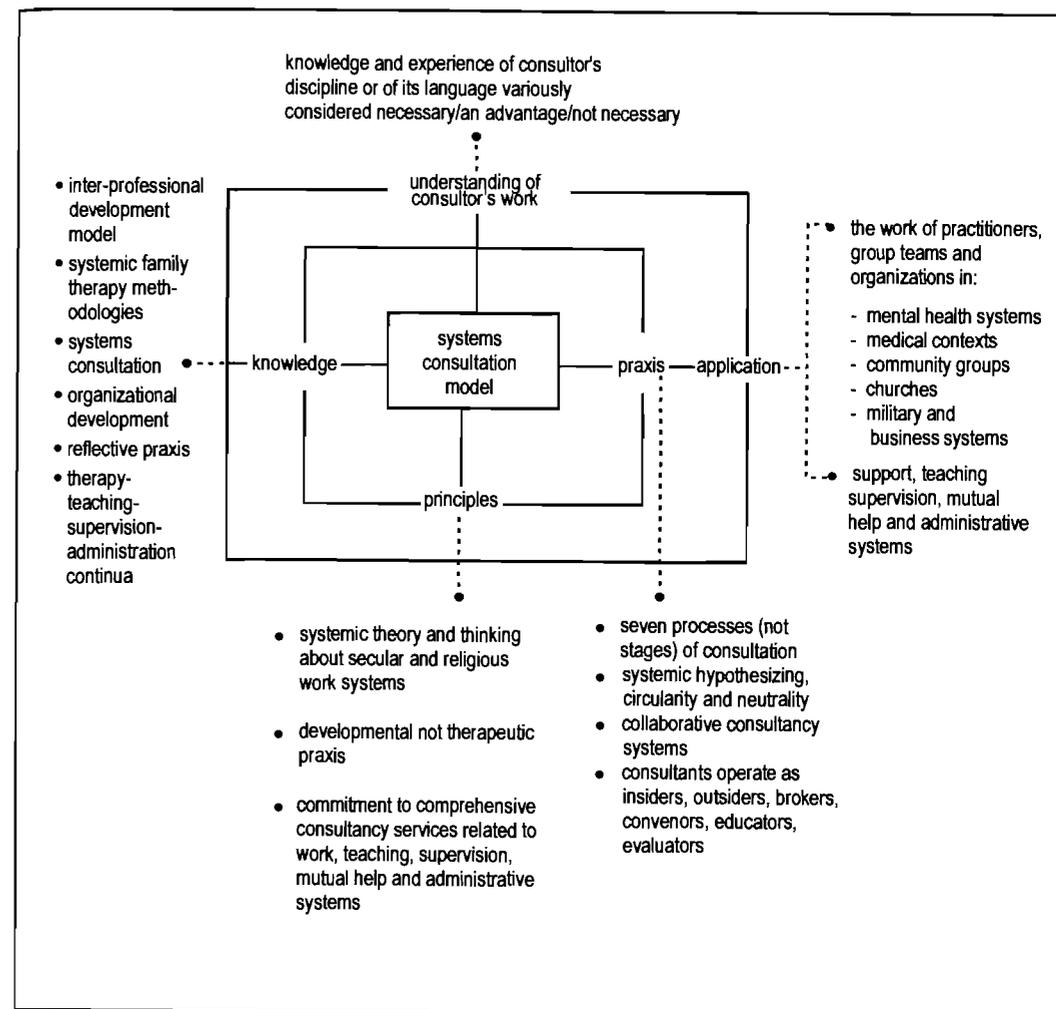 knowledge and experience of consultor's
discipline or of its language variously
considered necessary/an advantage/not necessary
understanding of
consultor's work
• inter-professional
development
model
• systemic family
therapy meth-
odologies
• systems
consultation
• organizational
development
• reflective praxis
• therapy-
teaching-
supervision-
administration
continua
knowledge
systems
consultation
model
praxis
application
principles
the work of practitioners,
group teams and
organizations in:
- mental health systems
- medical contexts
- community groups
- churches
- military and
business systems
support, teaching
supervision, mutual
help and administrative
systems
• systemic theory and thinking
about secular and religious
work systems
• developmental not therapeutic
praxis
• commitment to comprehensive
consultancy services related to
work, teaching, supervision,
mutual help and administrative
systems
• seven processes (not
stages) of consultation
• systemic hypothesizing,
circularity and neutrality
• collaborative consultancy
systems
• consultants operate as
insiders, outsiders, brokers,
convenors, educators,
evaluators